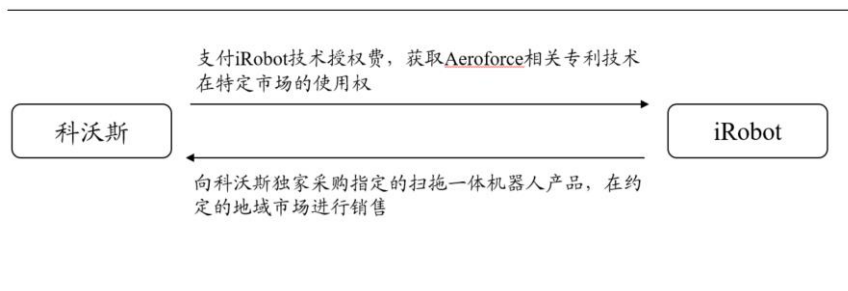 支付iRobot技术授权费，获取Aeroforce相关专利技术
在特定市场的使用权
科沃斯
iRobot
向科沃斯独家采购指定的扫拖一体机器人产品，在约
定的地域市场进行销售